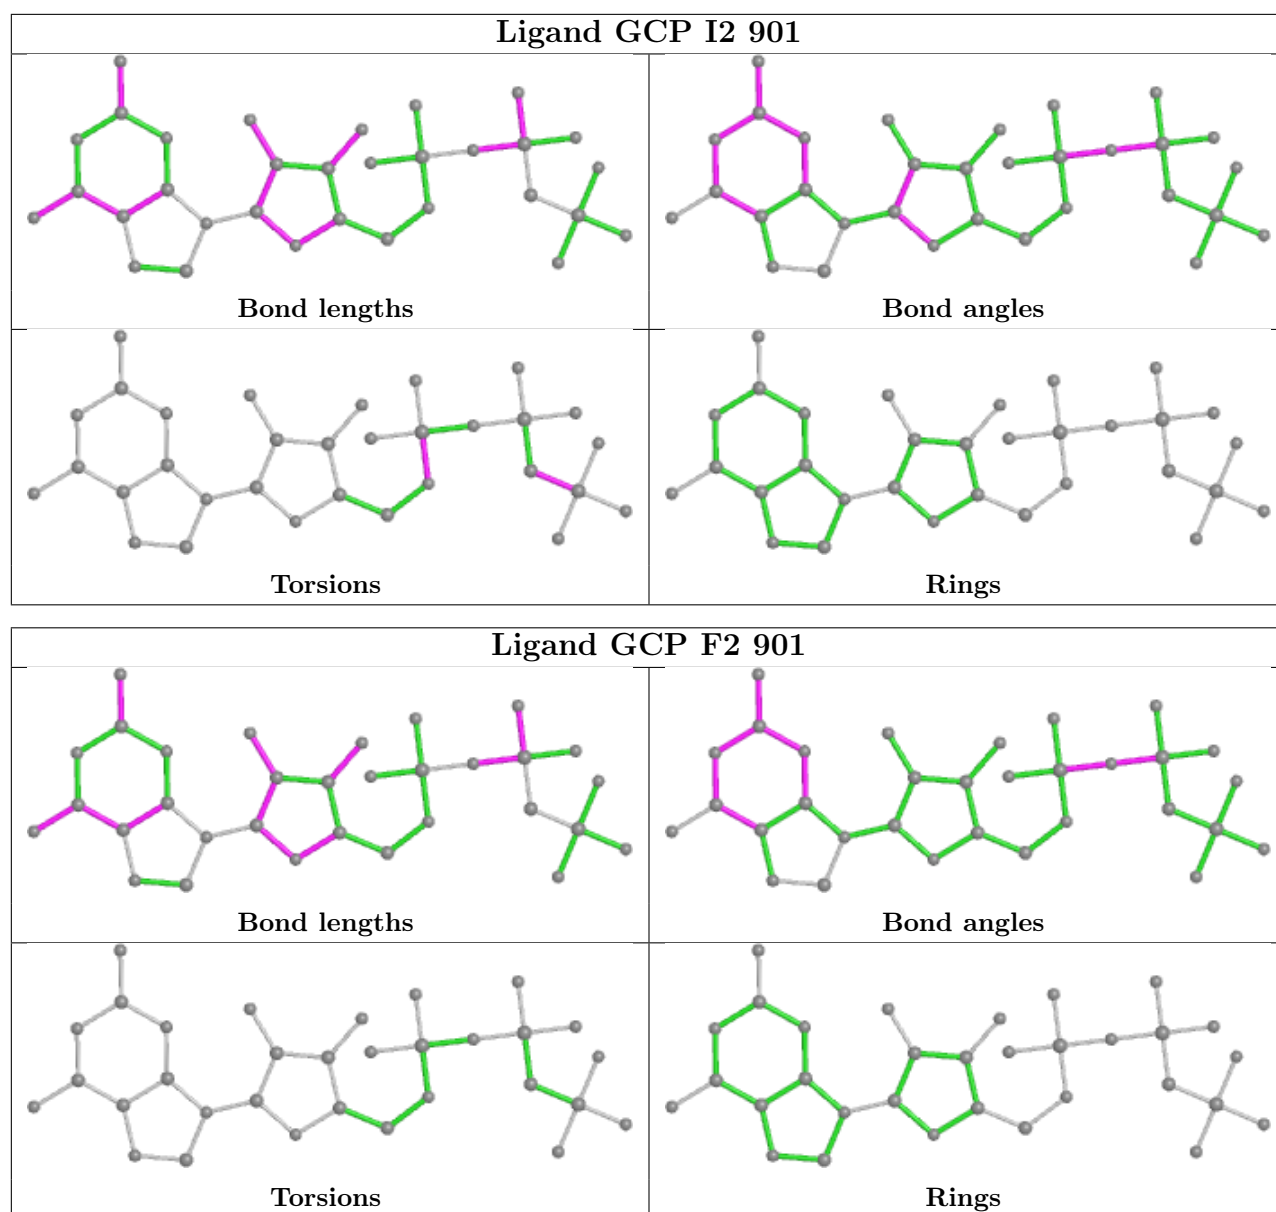 Ligand GCP I2 901
Bond lengths
Bond angles
Torsions
Rings
Ligand GCP F2 901
Bond lengths
Bond angles
Torsions
Rings